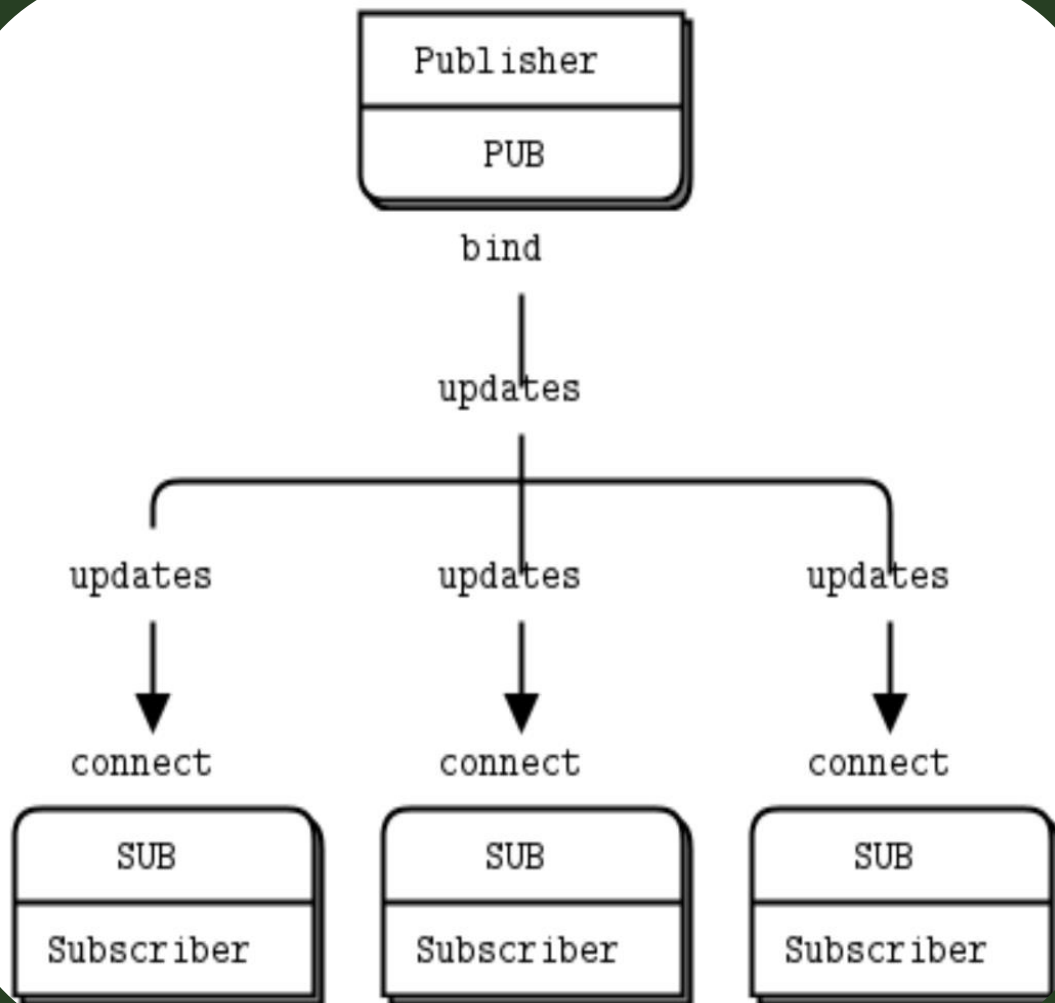 Publisher
PUB
bind
updates
updates updates updates
connect connect connect
SUB SUB SUB
Subscriber Subscriber Subscriber